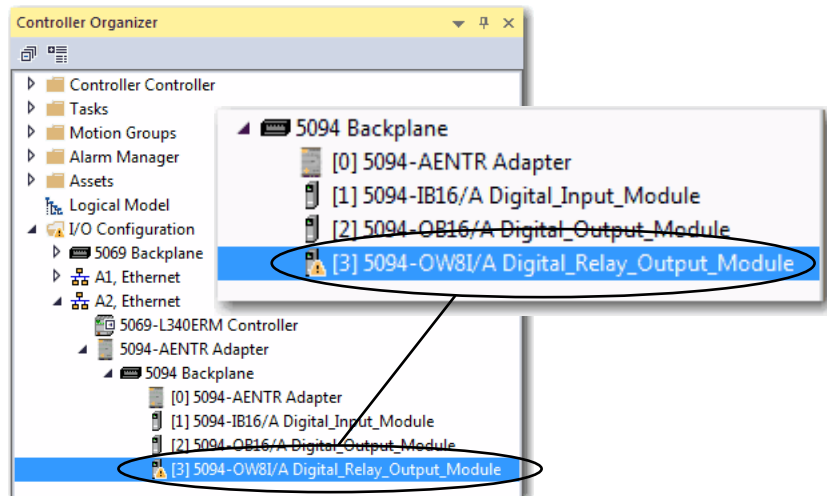 Controller Organizer
Controller Controller
Tasks
Motion Groups
Alarm Manager
Assets
Logical Model
I/O Configuration
5069 Backplane
A1, Ethernet
A2, Ethernet
5069-L340ERM Controller
5094-AENTR Adapter
5094 Backplane
[0] 5094-AENTR Adapter
[1] 5094-IB16/A Digital_Input_Module
[2] 5094-OB16/A Digital_Output_Module
[3] 5094-OW8I/A Digital_Relay_Output_Module
5094 Backplane
[0] 5094-AENTR Adapter
[1] 5094-IB16/A Digital_Input_Module
[2] 5094-OB16/A Digital_Output_Module
[3] 5094-OW8I/A Digital_Relay_Output_Module